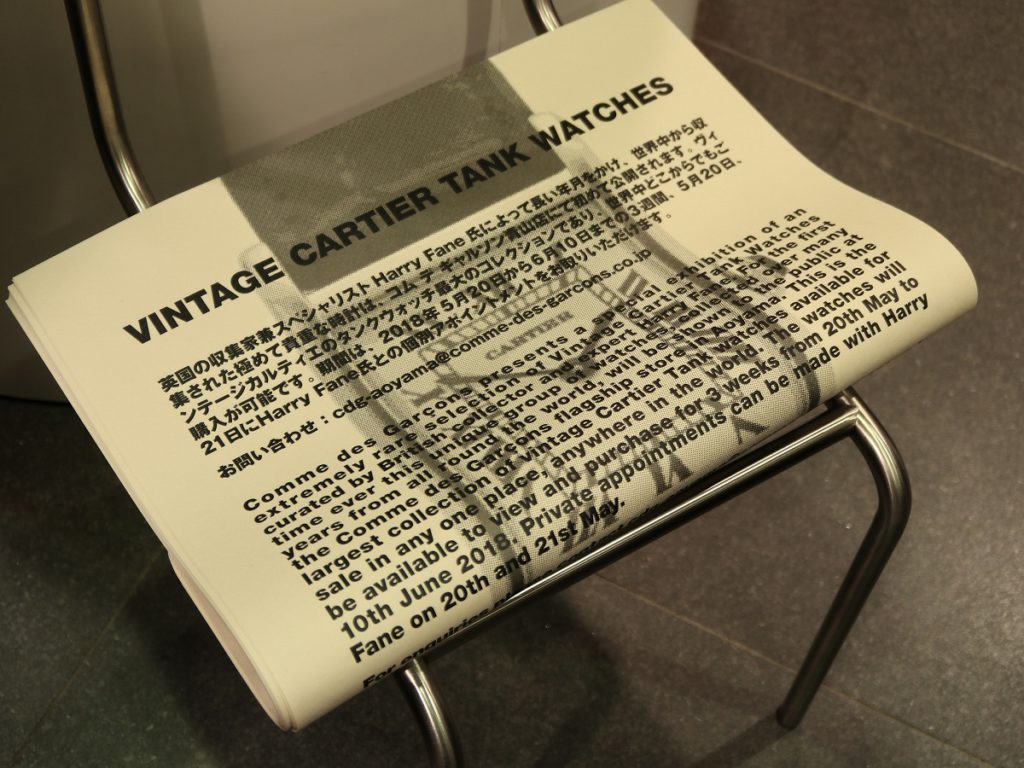 VINTAGE CARTIER TANK WATCHES
英国の収集家兼スペシャリスト Harry Fane 氏によって長い年月をかけ、世界中から収
集された極めて貴重な時計は、コム デ ギャルソン青山店にて初めて公開されます。ヴィ
ンテージカルティエのタンクウォッチ最大のコレクションであり、世界中どこからでもご
購入が可能です。期間は、2018年 5月20日から6月10日までの3週間、5月20日、
21日にHarry Fane氏との個別アポイントメントをお取りいただけます。
お問い合わせ：cdg-aoyama@comme-des-garcons.co.jp
Comme des Garçons presents a special exhibition of an
extremely rare selection of Vintage Cartier Tank Watches
curated by British collector and expert Harry Fane. For the first
time ever this unique group of watches, collected over many
years from all around the world, will be shown to the public at
the Comme des Garçons flagship store in Aoyama. This is the
largest collection of vintage Cartier Tank watches available for
sale in any one place anywhere in the world. The watches will
be available to view and purchase for 3 weeks from 20th May to
10th June 2018. Private appointments can be made with Harry
Fane on 20th and 21st May.
For enquiries
CARTIER